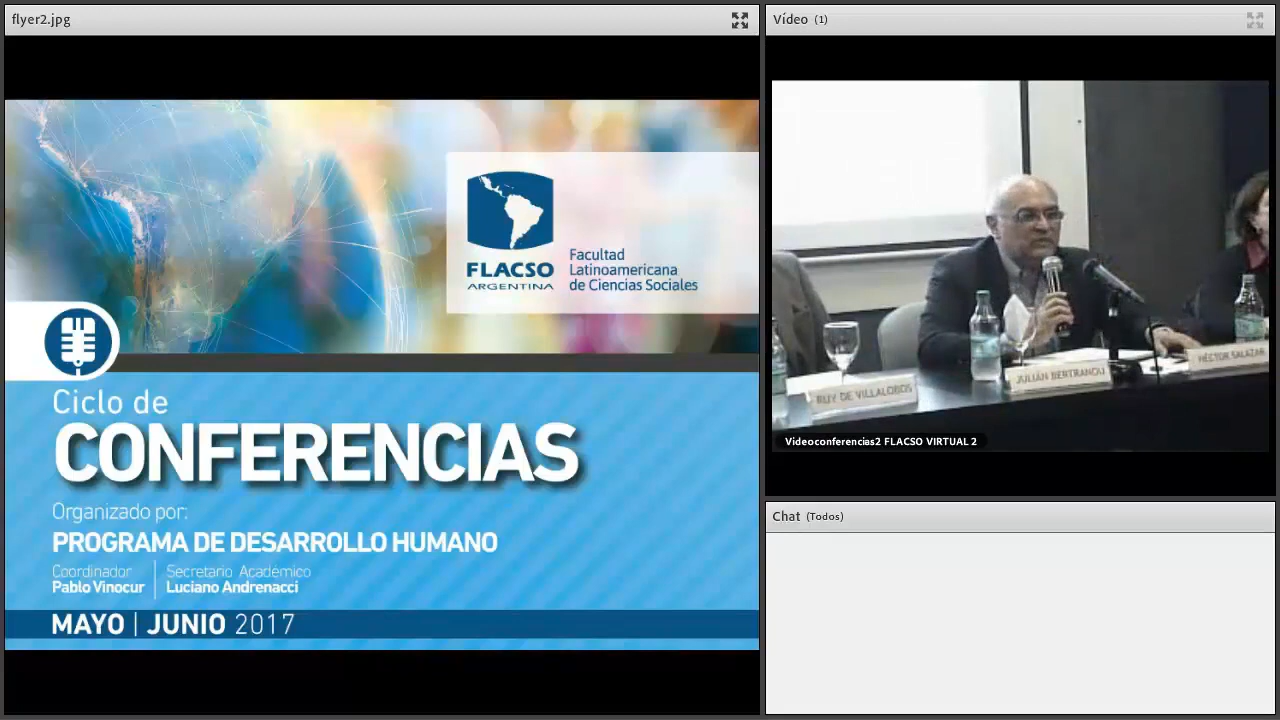 flyer2.jpg
FLACSO
ARGENTINA
Facultad
Latinoamericana
de Ciencias Sociales
Ciclo de
CONFERENCIAS
Organizado por:
PROGRAMA DE DESARROLLO HUMANO
Coordinador
Pablo Vinocur
Secretario Académico
Luciano Andrenacci
MAYO | JUNIO 2017
Vídeo (1)
RUY DE VILLALOBOS
JULIÁN BERTRANOU
HÉCTOR SALAZAR
Videoconferencias2 FLACSO VIRTUAL 2
Chat (Todos)